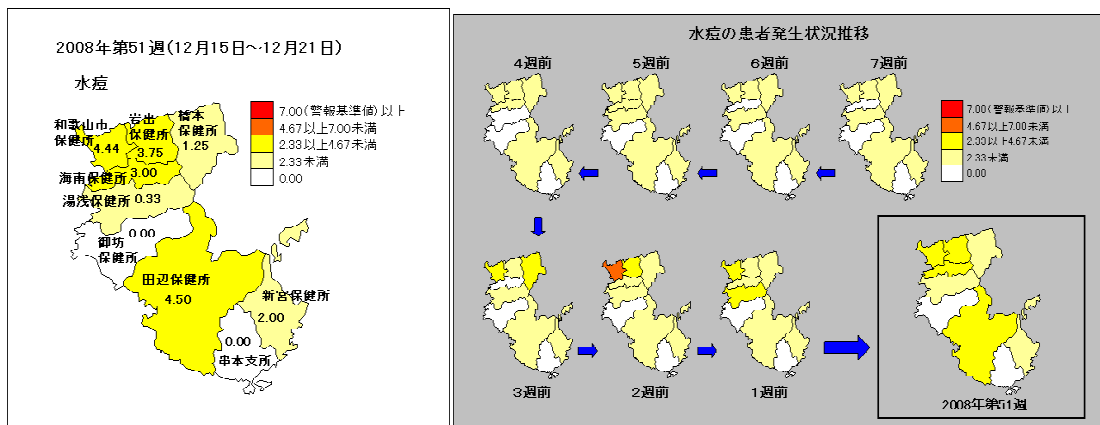 2008年第51週(12月15日～12月21日)
水痘
7.00(警報基準値)以上
4.67以上7.00未満
2.33以上4.67未満
2.33未満
0.00
和歌山市
保健所
4.44
岩出
保健所
3.75
橋本
保健所
1.25
3.00
海南保健所
湯浅保健所
0.33
0.00
御坊
保健所
田辺保健所
4.50
新宮保健所
2.00
0.00
串本支所
水痘の患者発生状況推移
4週前
5週前
6週前
7週前
7.00(警報基準値)以上
4.67以上7.00未満
2.33以上4.67未満
2.33未満
0.00
3週前
2週前
1週前
2008年第51週